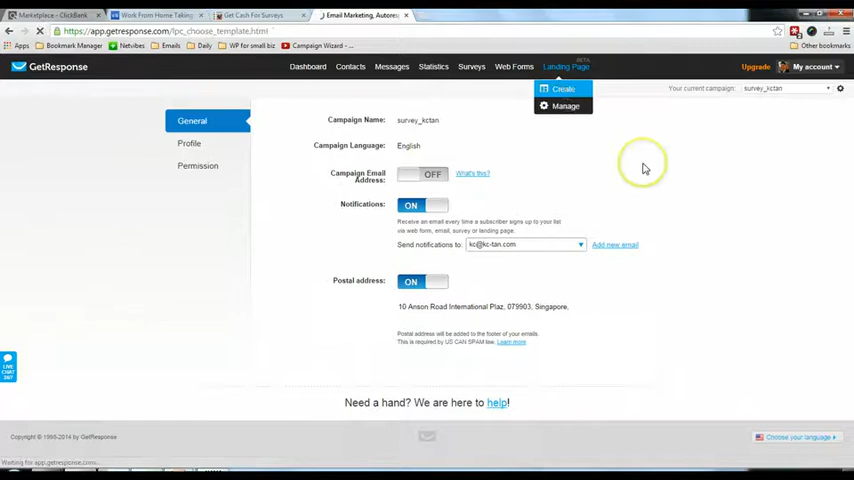 Marketplace - ClickBank
Work From Home Taking
Get Cash For Surveys
Email Marketing, Autores
https://app.getresponse.com/lpc_choose_template.html
Apps Bookmark Manager Netvibes Emails Daily WP for small biz Campaign Wizard -... Other bookmarks
GetResponse Dashboard Contacts Messages Statistics Surveys Web Forms Landing Page BETA Upgrade My account
Create
Manage
Your current campaign: survey_kctan
General
Profile
Permission
Campaign Name: survey_kctan
Campaign Language: English
Campaign Email Address: OFF What's this?
Notifications: ON
Receive an email every time a subscriber signs up to your list
via web form, email, survey or landing page.
Send notifications to: kc@kc-tan.com Add new email
Postal address: ON
10 Anson Road International Plaz, 079903, Singapore,
Postal address will be added to the footer of your emails.
This is required by US CAN SPAM law. Learn more
LIVE
CHAT
24/7
Need a hand? We are here to help!
Copyright © 1998-2014 by GetResponse
Choose your language
Waiting for app.getresponse.com...